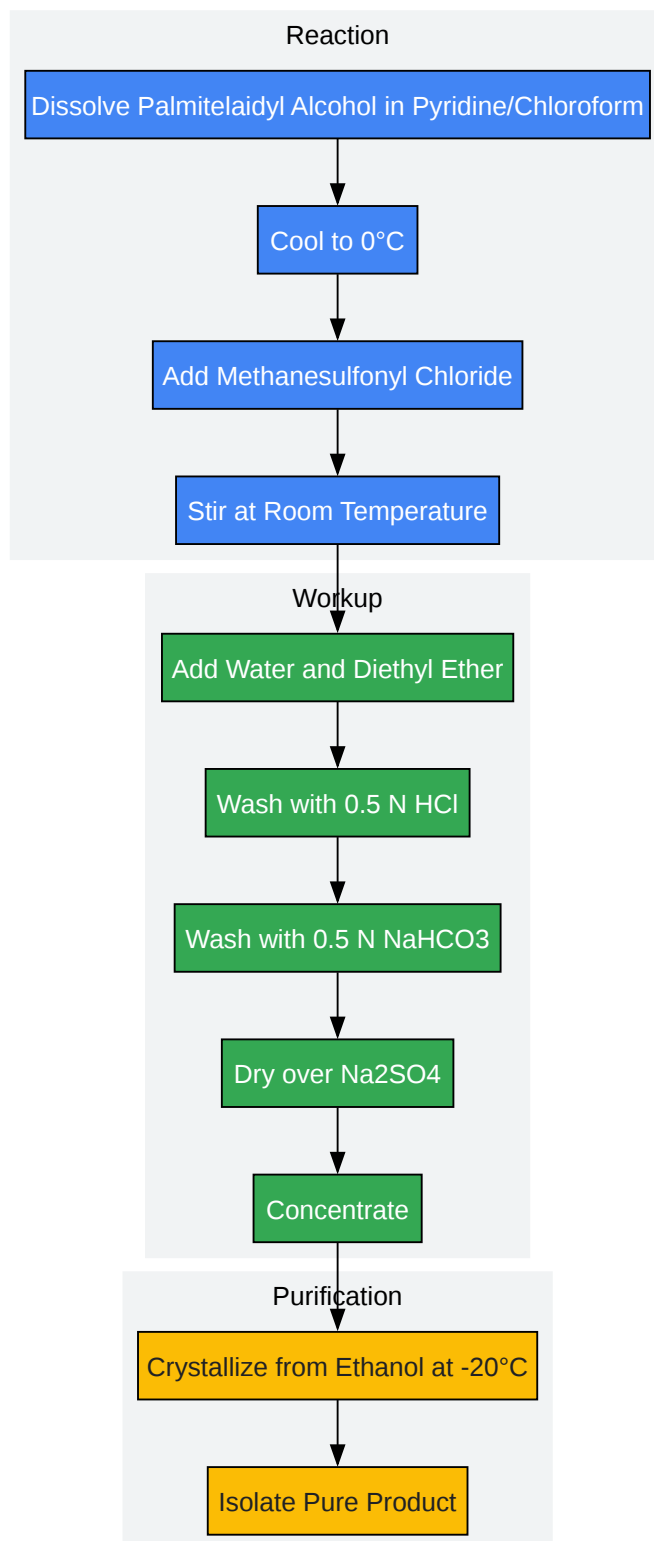 Reaction
Dissolve Palmitelaidyl Alcohol in Pyridine/Chloroform
Cool to 0°C
Add Methanesulfonyl Chloride
Stir at Room Temperature
Workup
Add Water and Diethyl Ether
Wash with 0.5 N HCl
Wash with 0.5 N NaHCO3
Dry over Na2SO4
Concentrate
Purification
Crystallize from Ethanol at -20°C
Isolate Pure Product